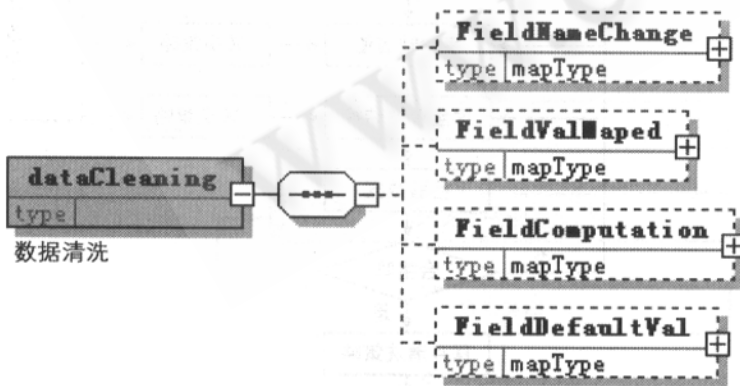 FieldNameChange
type mapType
FieldValMaped
type mapType
dataCleaning
type
数据清洗
FieldComputation
type mapType
FieldDefaultVal
type mapType